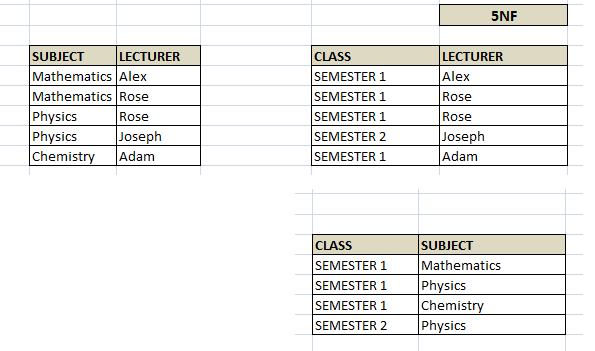 5NF
SUBJECT LECTURER
Mathematics Alex
Mathematics Rose
Physics Rose
Physics Joseph
Chemistry Adam
CLASS LECTURER
SEMESTER 1 Alex
SEMESTER 1 Rose
SEMESTER 1 Rose
SEMESTER 2 Joseph
SEMESTER 1 Adam
CLASS SUBJECT
SEMESTER 1 Mathematics
SEMESTER 1 Physics
SEMESTER 1 Chemistry
SEMESTER 2 Physics